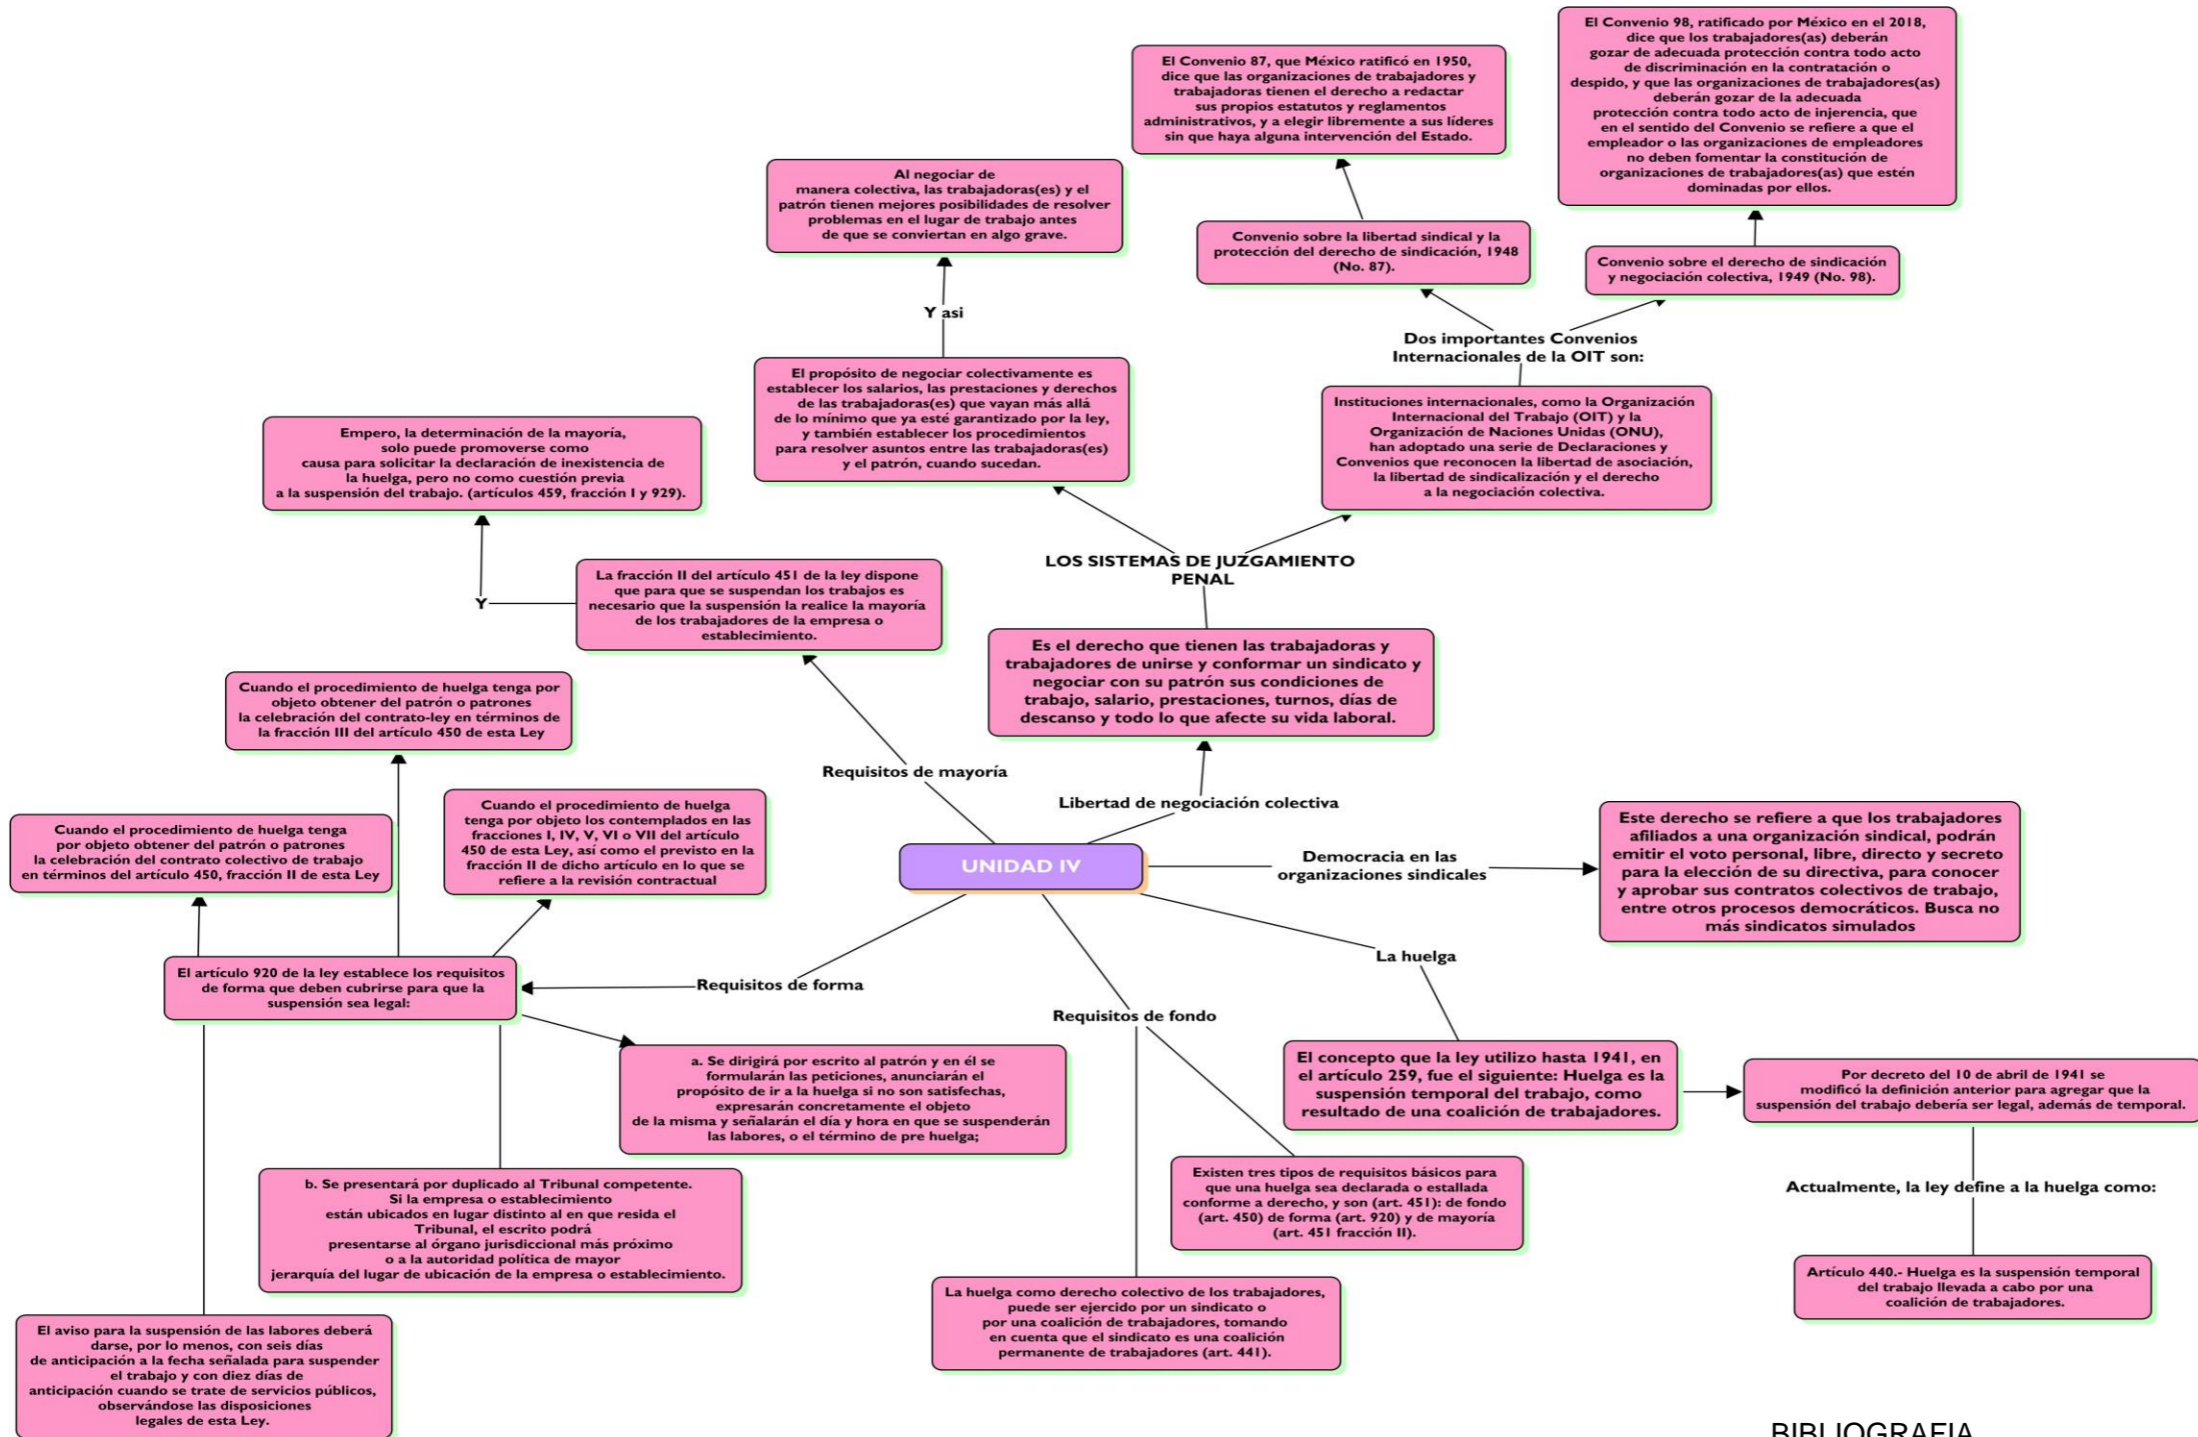 El Convenio 98, ratificado por México en el 2018,
dice que los trabajadores(as) deberán
gozar de adecuada protección contra todo acto
de discriminación en la contratación o
despido, y que las organizaciones de trabajadores(as)
deberán gozar de la adecuada
protección contra todo acto de injerencia, que
en el sentido del Convenio se refiere a que el
empleador o las organizaciones de empleadores
no deben fomentar la constitución de
organizaciones de trabajadores(as) que estén
dominadas por ellos.
El Convenio 87, que México ratificó en 1950,
dice que las organizaciones de trabajadores y
trabajadoras tienen el derecho a redactar
sus propios estatutos y reglamentos
administrativos, y a elegir libremente a sus líderes
sin que haya alguna intervención del Estado.
Al negociar de
manera colectiva, las trabajadoras(es) y el
patrón tienen mejores posibilidades de resolver
problemas en el lugar de trabajo antes
de que se conviertan en algo grave.
Convenio sobre la libertad sindical y la
protección del derecho de sindicación, 1948
(No. 87).
Convenio sobre el derecho de sindicación
y negociación colectiva, 1949 (No. 98).
Y asi
Dos importantes Convenios
Internacionales de la OIT son:
El propósito de negociar colectivamente es
establecer los salarios, las prestaciones y derechos
de las trabajadoras(es) que vayan más allá
de lo mínimo que ya esté garantizado por la ley,
y también establecer los procedimientos
para resolver asuntos entre las trabajadoras(es)
y el patrón, cuando sucedan.
Instituciones internacionales, como la Organización
Internacional del Trabajo (OIT) y la
Organización de Naciones Unidas (ONU),
han adoptado una serie de Declaraciones y
Convenios que reconocen la libertad de asociación,
la libertad de sindicalización y el derecho
a la negociación colectiva.
Empero, la determinación de la mayoría,
solo puede promoverse como
causa para solicitar la declaración de inexistencia de
la huelga, pero no como cuestión previa
a la suspensión del trabajo. (artículos 459, fracción I y 929).
LOS SISTEMAS DE JUZGAMIENTO
PENAL
La fracción II del artículo 451 de la ley dispone
que para que se suspendan los trabajos es
necesario que la suspensión la realice la mayoría
de los trabajadores de la empresa o
establecimiento.
Y
Es el derecho que tienen las trabajadoras y
trabajadores de unirse y conformar un sindicato y
negociar con su patrón sus condiciones de
trabajo, salario, prestaciones, turnos, días de
descanso y todo lo que afecte su vida laboral.
Cuando el procedimiento de huelga tenga por
objeto obtener del patrón o patrones
la celebración del contrato-ley en términos de
la fracción III del artículo 450 de esta Ley
Requisitos de mayoría
Libertad de negociación colectiva
Cuando el procedimiento de huelga
tenga por objeto los contemplados en las
fracciones I, IV, V, VI o VII del artículo
450 de esta Ley, así como el previsto en la
fracción II de dicho artículo en lo que se
refiere a la revisión contractual
Cuando el procedimiento de huelga tenga
por objeto obtener del patrón o patrones
la celebración del contrato colectivo de trabajo
en términos del artículo 450, fracción II de esta Ley
UNIDAD IV
Democracia en las
organizaciones sindicales
Este derecho se refiere a que los trabajadores
afiliados a una organización sindical, podrán
emitir el voto personal, libre, directo y secreto
para la elección de su directiva, para conocer
y aprobar sus contratos colectivos de trabajo,
entre otros procesos democráticos. Busca no
más sindicatos simulados
La huelga
El artículo 920 de la ley establece los requisitos
de forma que deben cubrirse para que la
suspensión sea legal:
Requisitos de forma
Requisitos de fondo
a. Se dirigirá por escrito al patrón y en él se
formularán las peticiones, anunciarán el
propósito de ir a la huelga si no son satisfechas,
expresarán concretamente el objeto
de la misma y señalarán el día y hora en que se suspenderán
las labores, o el término de pre huelga;
El concepto que la ley utilizo hasta 1941, en
el artículo 259, fue el siguiente: Huelga es la
suspensión temporal del trabajo, como
resultado de una coalición de trabajadores.
Por decreto del 10 de abril de 1941 se
modificó la definición anterior para agregar que la
suspensión del trabajo debería ser legal, además de temporal.
b. Se presentará por duplicado al Tribunal competente.
Si la empresa o establecimiento
están ubicados en lugar distinto al en que resida el
Tribunal, el escrito podrá
presentarse al órgano jurisdiccional más próximo
o a la autoridad política de mayor
jerarquía del lugar de ubicación de la empresa o establecimiento.
Existen tres tipos de requisitos básicos para
que una huelga sea declarada o estallada
conforme a derecho, y son (art. 451): de fondo
(art. 450) de forma (art. 920) y de mayoría
(art. 451 fracción II).
Actualmente, la ley define a la huelga como:
La huelga como derecho colectivo de los trabajadores,
puede ser ejercido por un sindicato o
por una coalición de trabajadores, tomando
en cuenta que el sindicato es una coalición
permanente de trabajadores (art. 441).
Artículo 440.- Huelga es la suspensión temporal
del trabajo llevada a cabo por una
coalición de trabajadores.
El aviso para la suspensión de las labores deberá
darse, por lo menos, con seis días
de anticipación a la fecha señalada para suspender
el trabajo y con diez días de
anticipación cuando se trate de servicios públicos,
observándose las disposiciones
legales de esta Ley.
BIBLIOGRAFIA